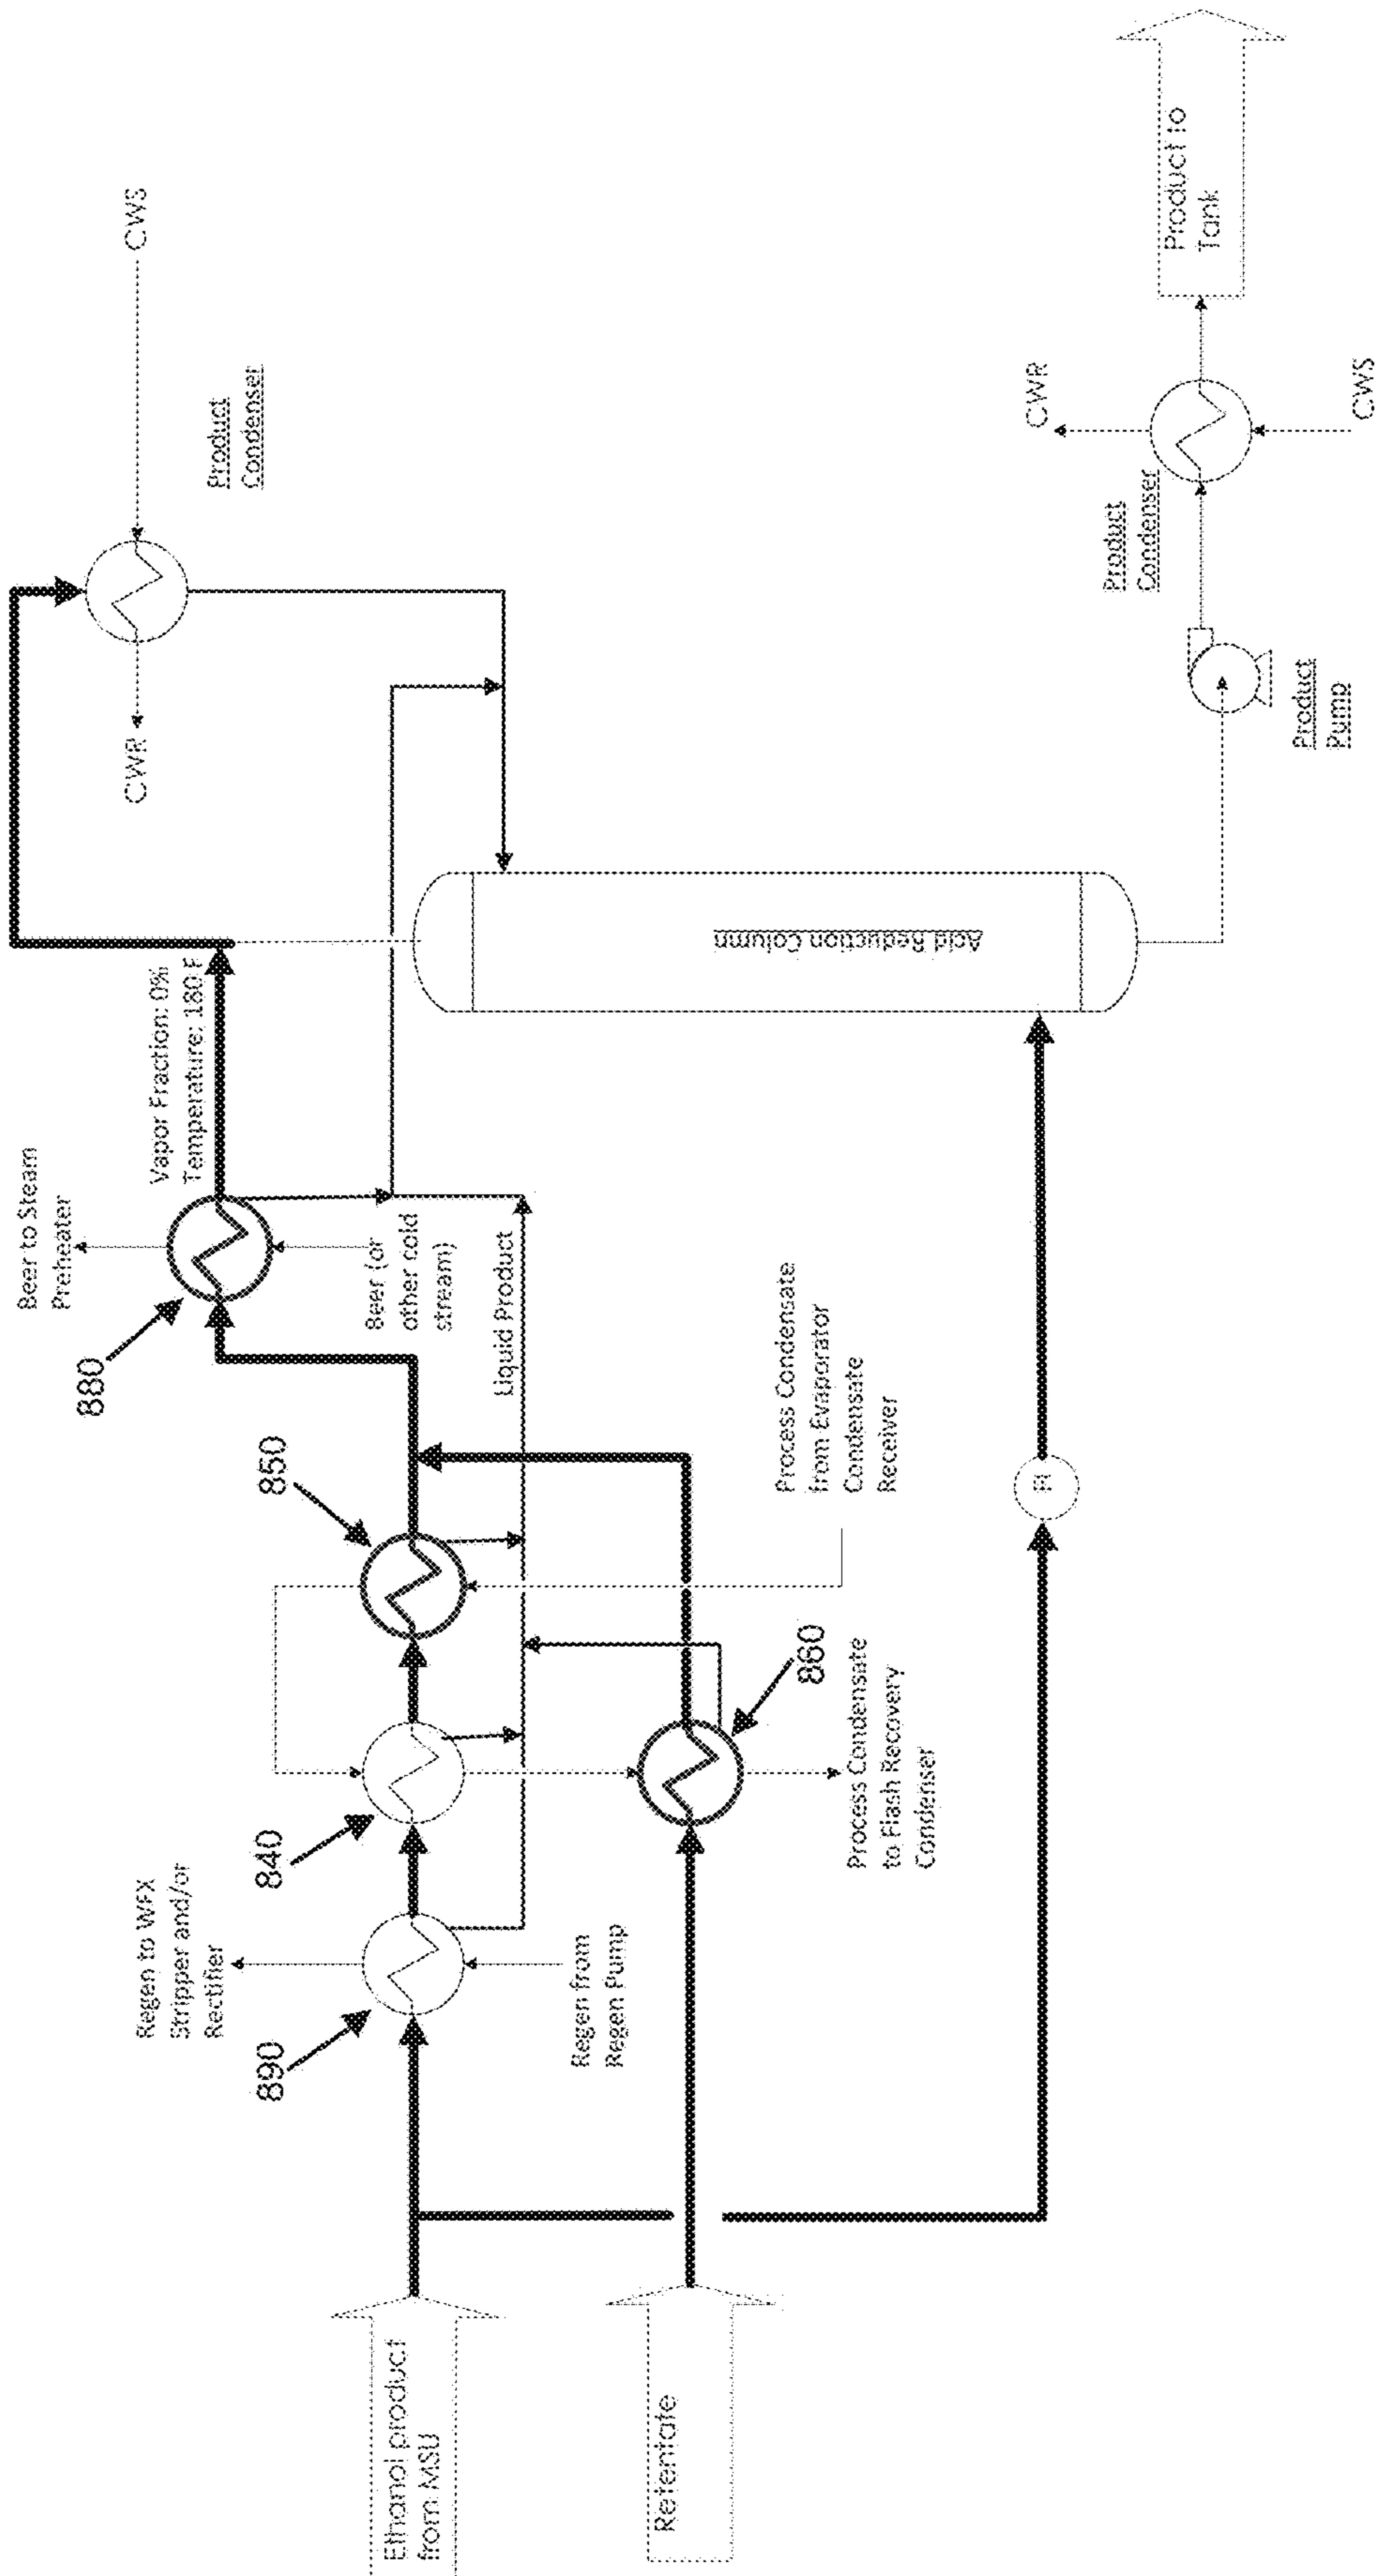 Beer to Steam
Preheater
880
CWR
CWS
Vapor Fraction: 0%
Temperature: 180 F
Product
Condenser
Regen to WFX
Stripper and/or
Rectifier
890
840
850
Beer (or
other cold
stream)
Liquid Product
Ethanol product
from MSU
Regen from
Regen Pump
Process Condensate
from Evaporator
Condensate
Receiver
860
Process Condensate
to Flash Recovery
Condenser
Retentate
Acid Reduction Column
FI
CWR
Product
Condenser
Product to
Tank
Product
Pump
CWS